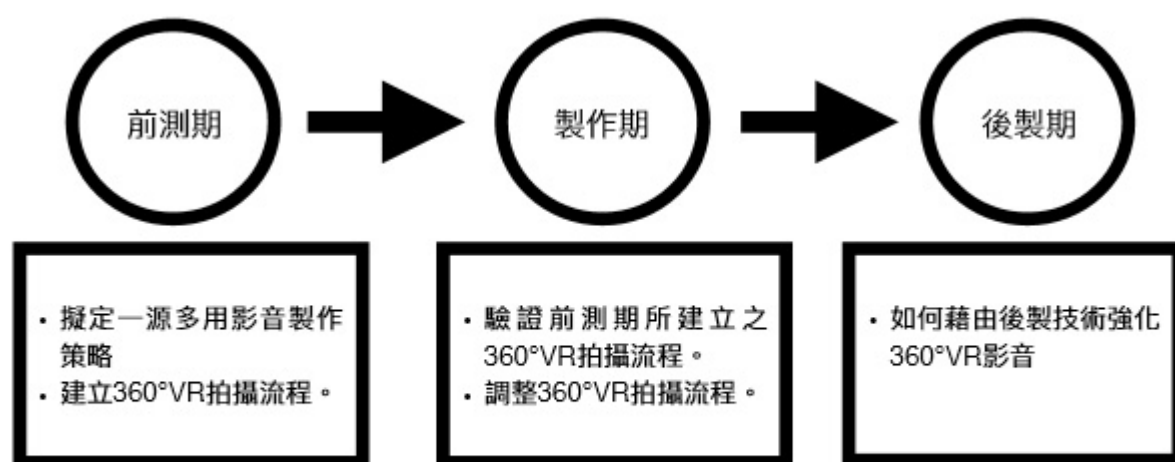 前測期
製作期
後製期
• 擬定一源多用影音製作
策略
• 建立360°VR拍攝流程。
• 驗證前測期所建立之
360°VR拍攝流程。
• 調整360°VR拍攝流程。
• 如何藉由後製技術強化
360°VR影音